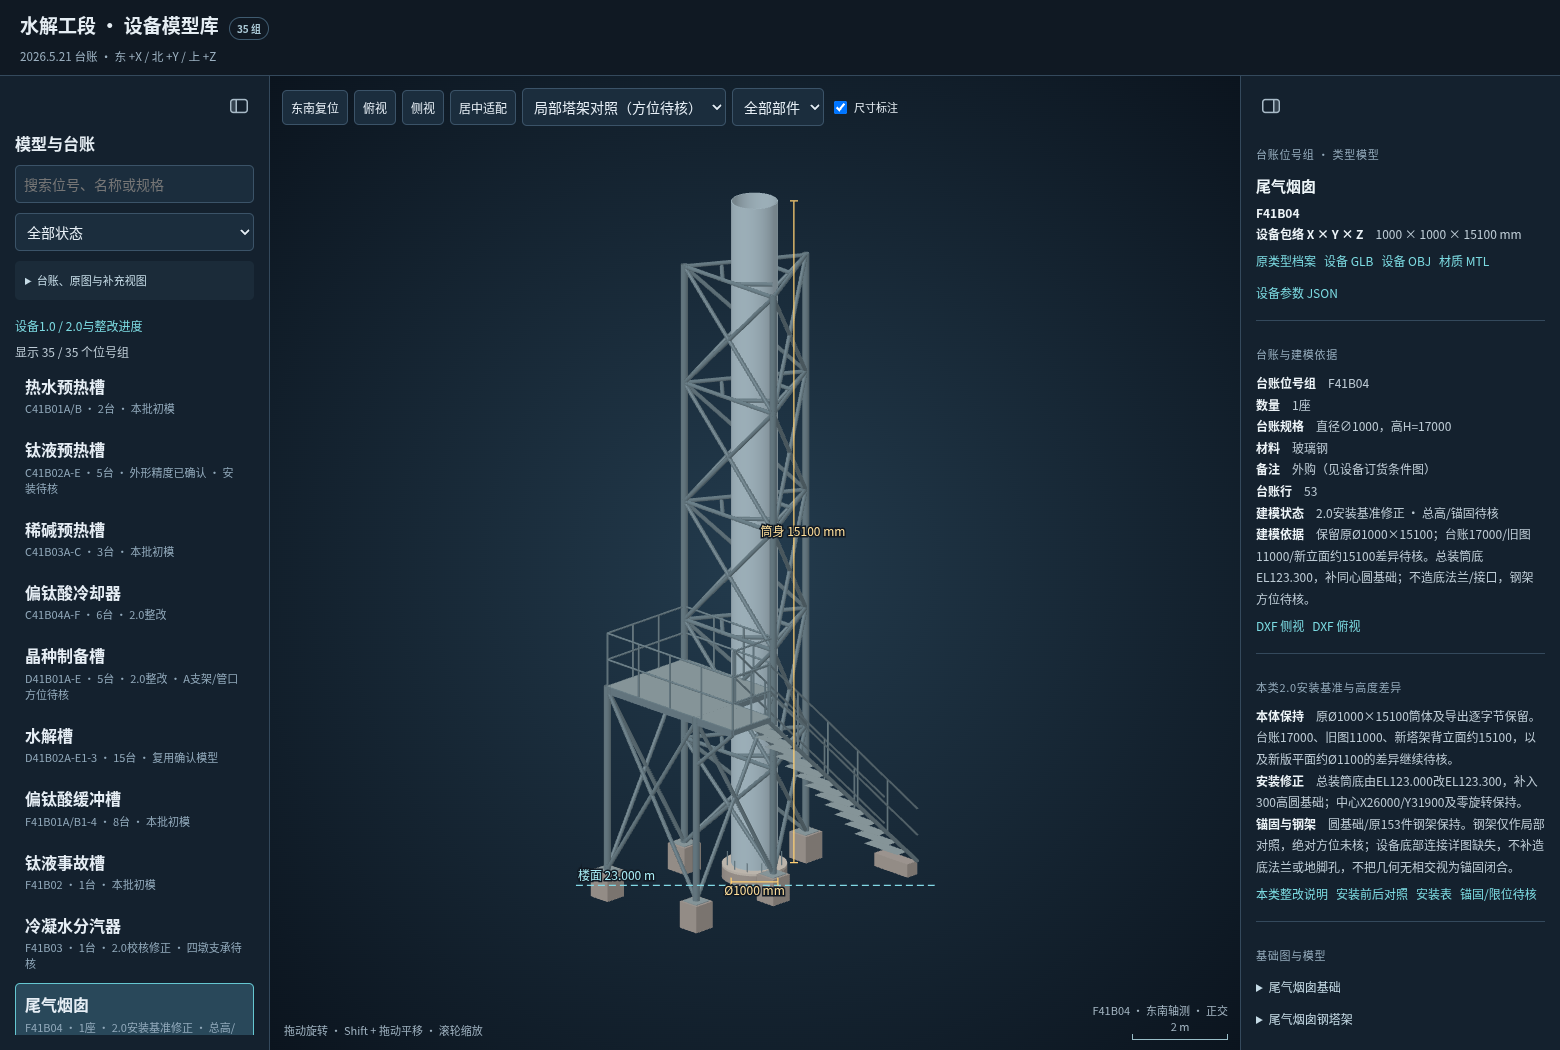 水解工段 · 设备模型库 35 组
2026.5.21 台账 · 东 +X / 北 +Y / 上 +Z
模型与台账
搜索位号、名称或规格
全部状态
台账、原图与补充视图
设备1.0 / 2.0与整改进度
显示 35 / 35 个位号组
热水预热槽
C41B01A/B · 2台 · 本批初模
钛液预热槽
C41B02A-E · 5台 · 外形精度已确认 · 安
装待核
稀碱预热槽
C41B03A-C · 3台 · 本批初模
偏钛酸冷却器
C41B04A-F · 6台 · 2.0整改
晶种制备槽
D41B01A-E · 5台 · 2.0整改 · A支架/管口
方位待核
水解槽
D41B02A-E1-3 · 15台 · 复用确认模型
偏钛酸缓冲槽
F41B01A/B1-4 · 8台 · 本批初模
钛液事故槽
F41B02 · 1台 · 本批初模
冷凝水分汽器
F41B03 · 1台 · 2.0校核修正 · 四墩支承待
核
尾气烟囱
F41B04 · 1座 · 2.0安装基准修正 · 总高/
东南复位 俯视 侧视 居中适配 局部塔架对照（方位待核） 全部部件 尺寸标注
筒身 15100 mm
楼面 23.000 m
Ø1000 mm
拖动旋转 · Shift + 拖动平移 · 滚轮缩放
F41B04 · 东南轴测 · 正交
2 m
台账位号组 · 类型模型
尾气烟囱
F41B04
设备包络 X × Y × Z 1000 × 1000 × 15100 mm
原类型档案 设备 GLB 设备 OBJ 材质 MTL
设备参数 JSON
台账与建模依据
台账位号组 F41B04
数量 1座
台账规格 直径∅1000，高H=17000
材料 玻璃钢
备注 外购（见设备订货条件图）
台账行 53
建模状态 2.0安装基准修正 · 总高/锚固待核
建模依据 保留原Ø1000×15100；台账17000/旧图
11000/新立面约15100差异待核。总装筒底
EL123.300，补同心圆基础；不造底法兰/接口，钢架
方位待核。
DXF 侧视 DXF 俯视
本类2.0安装基准与高度差异
本体保持 原Ø1000×15100筒体及导出逐字节保留。
台账17000、旧图11000、新塔架背立面约15100，以
及新版平面约Ø1100的差异继续待核。
安装修正 总装筒底由EL123.000改EL123.300，补入
300高圆基础；中心X26000/Y31900及零旋转保持。
锚固与钢架 圆基础/原153件钢架保持。钢架仅作局部
对照，绝对方位未核；设备底部连接详图缺失，不补造
底法兰或地脚孔，不把几何无相交视为锚固闭合。
本类整改说明 安装前后对照 安装表 锚固/限位待核
基础图与模型
尾气烟囱基础
尾气烟囱钢塔架